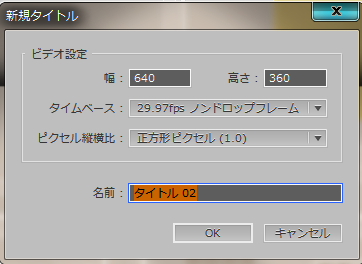 新規タイトル
ビデオ設定
幅： 640 高さ： 360
タイムベース： 29.97fps ノンドロップフレーム
ピクセル縦横比： 正方形ピクセル (1.0)
名前： タイトル 02
OK キャンセル